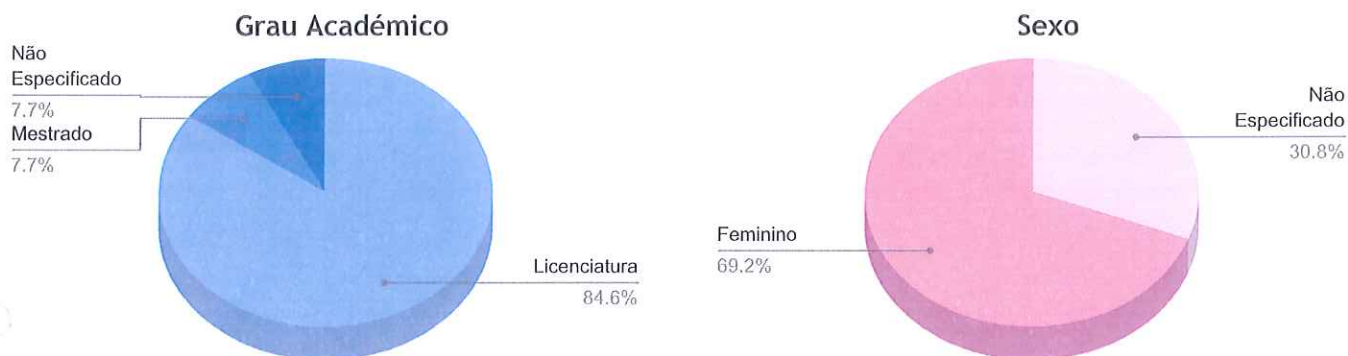 Grau Académico
Não
Especificado
7.7%
Mestrado
7.7%
Licenciatura
84.6%
Sexo
Não
Especificado
30.8%
Feminino
69.2%